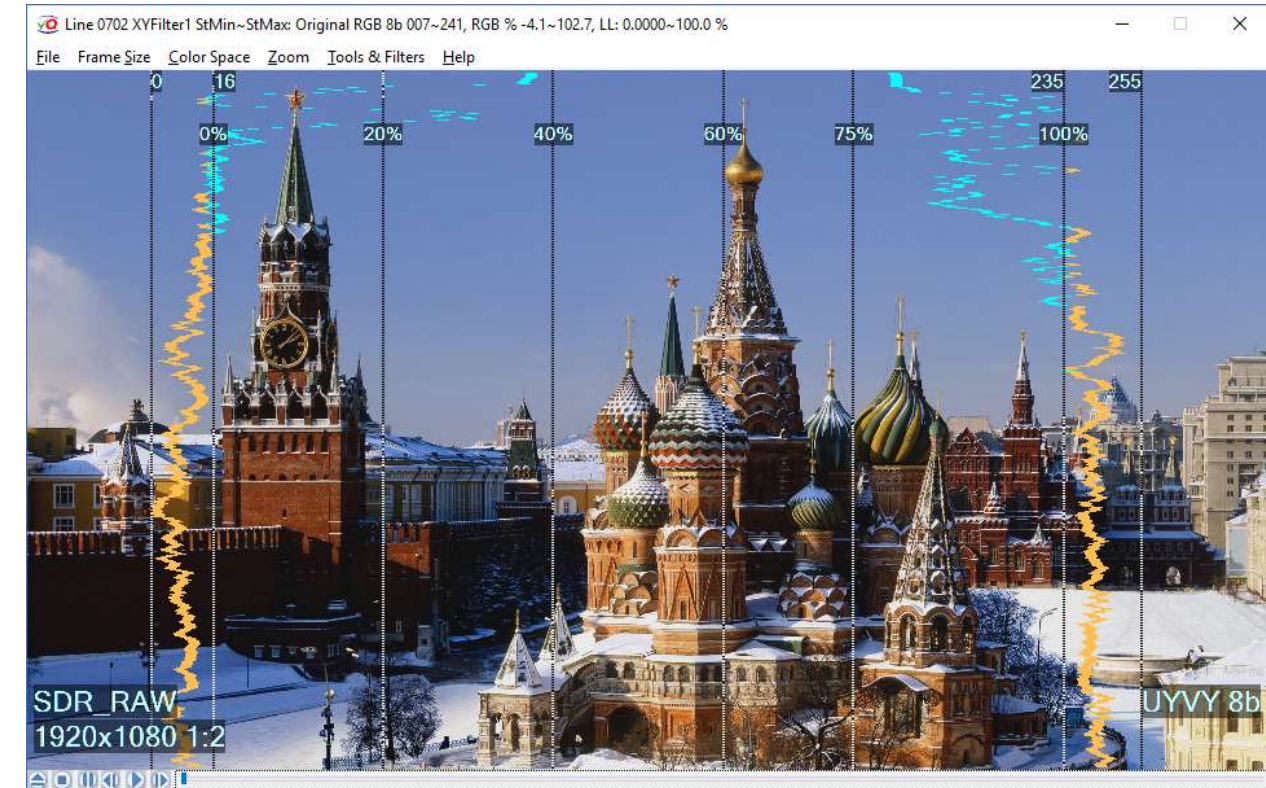 Line 0702 XYFilter1 StMin~StMax: Original RGB 8b 007~241, RGB % -4.1~102.7, LL: 0.0000~100.0 %
File Frame Size Color Space Zoom Tools & Filters Help
0 16 235 255
0% 20% 40% 60% 75% 100%
SDR_RAW UYVY 8b
1920x1080 1:2